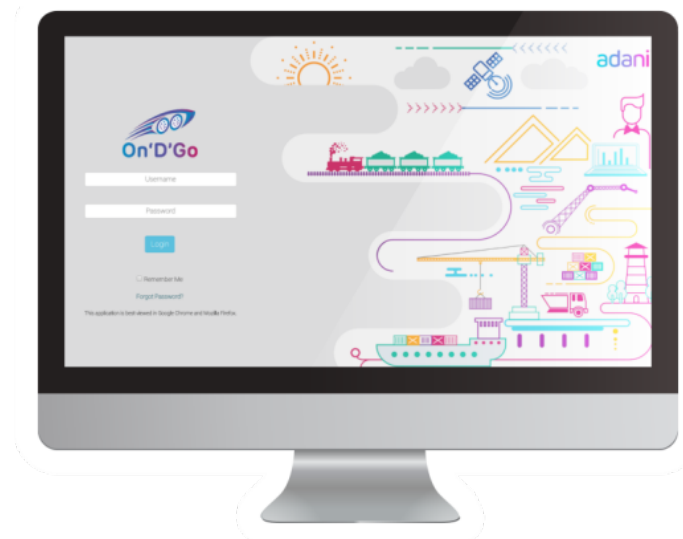 adani
On'D'Go
Username
Password
Login
Remember Me
Forgot Password?
This application is best viewed in Google Chrome and Mozilla Firefox.